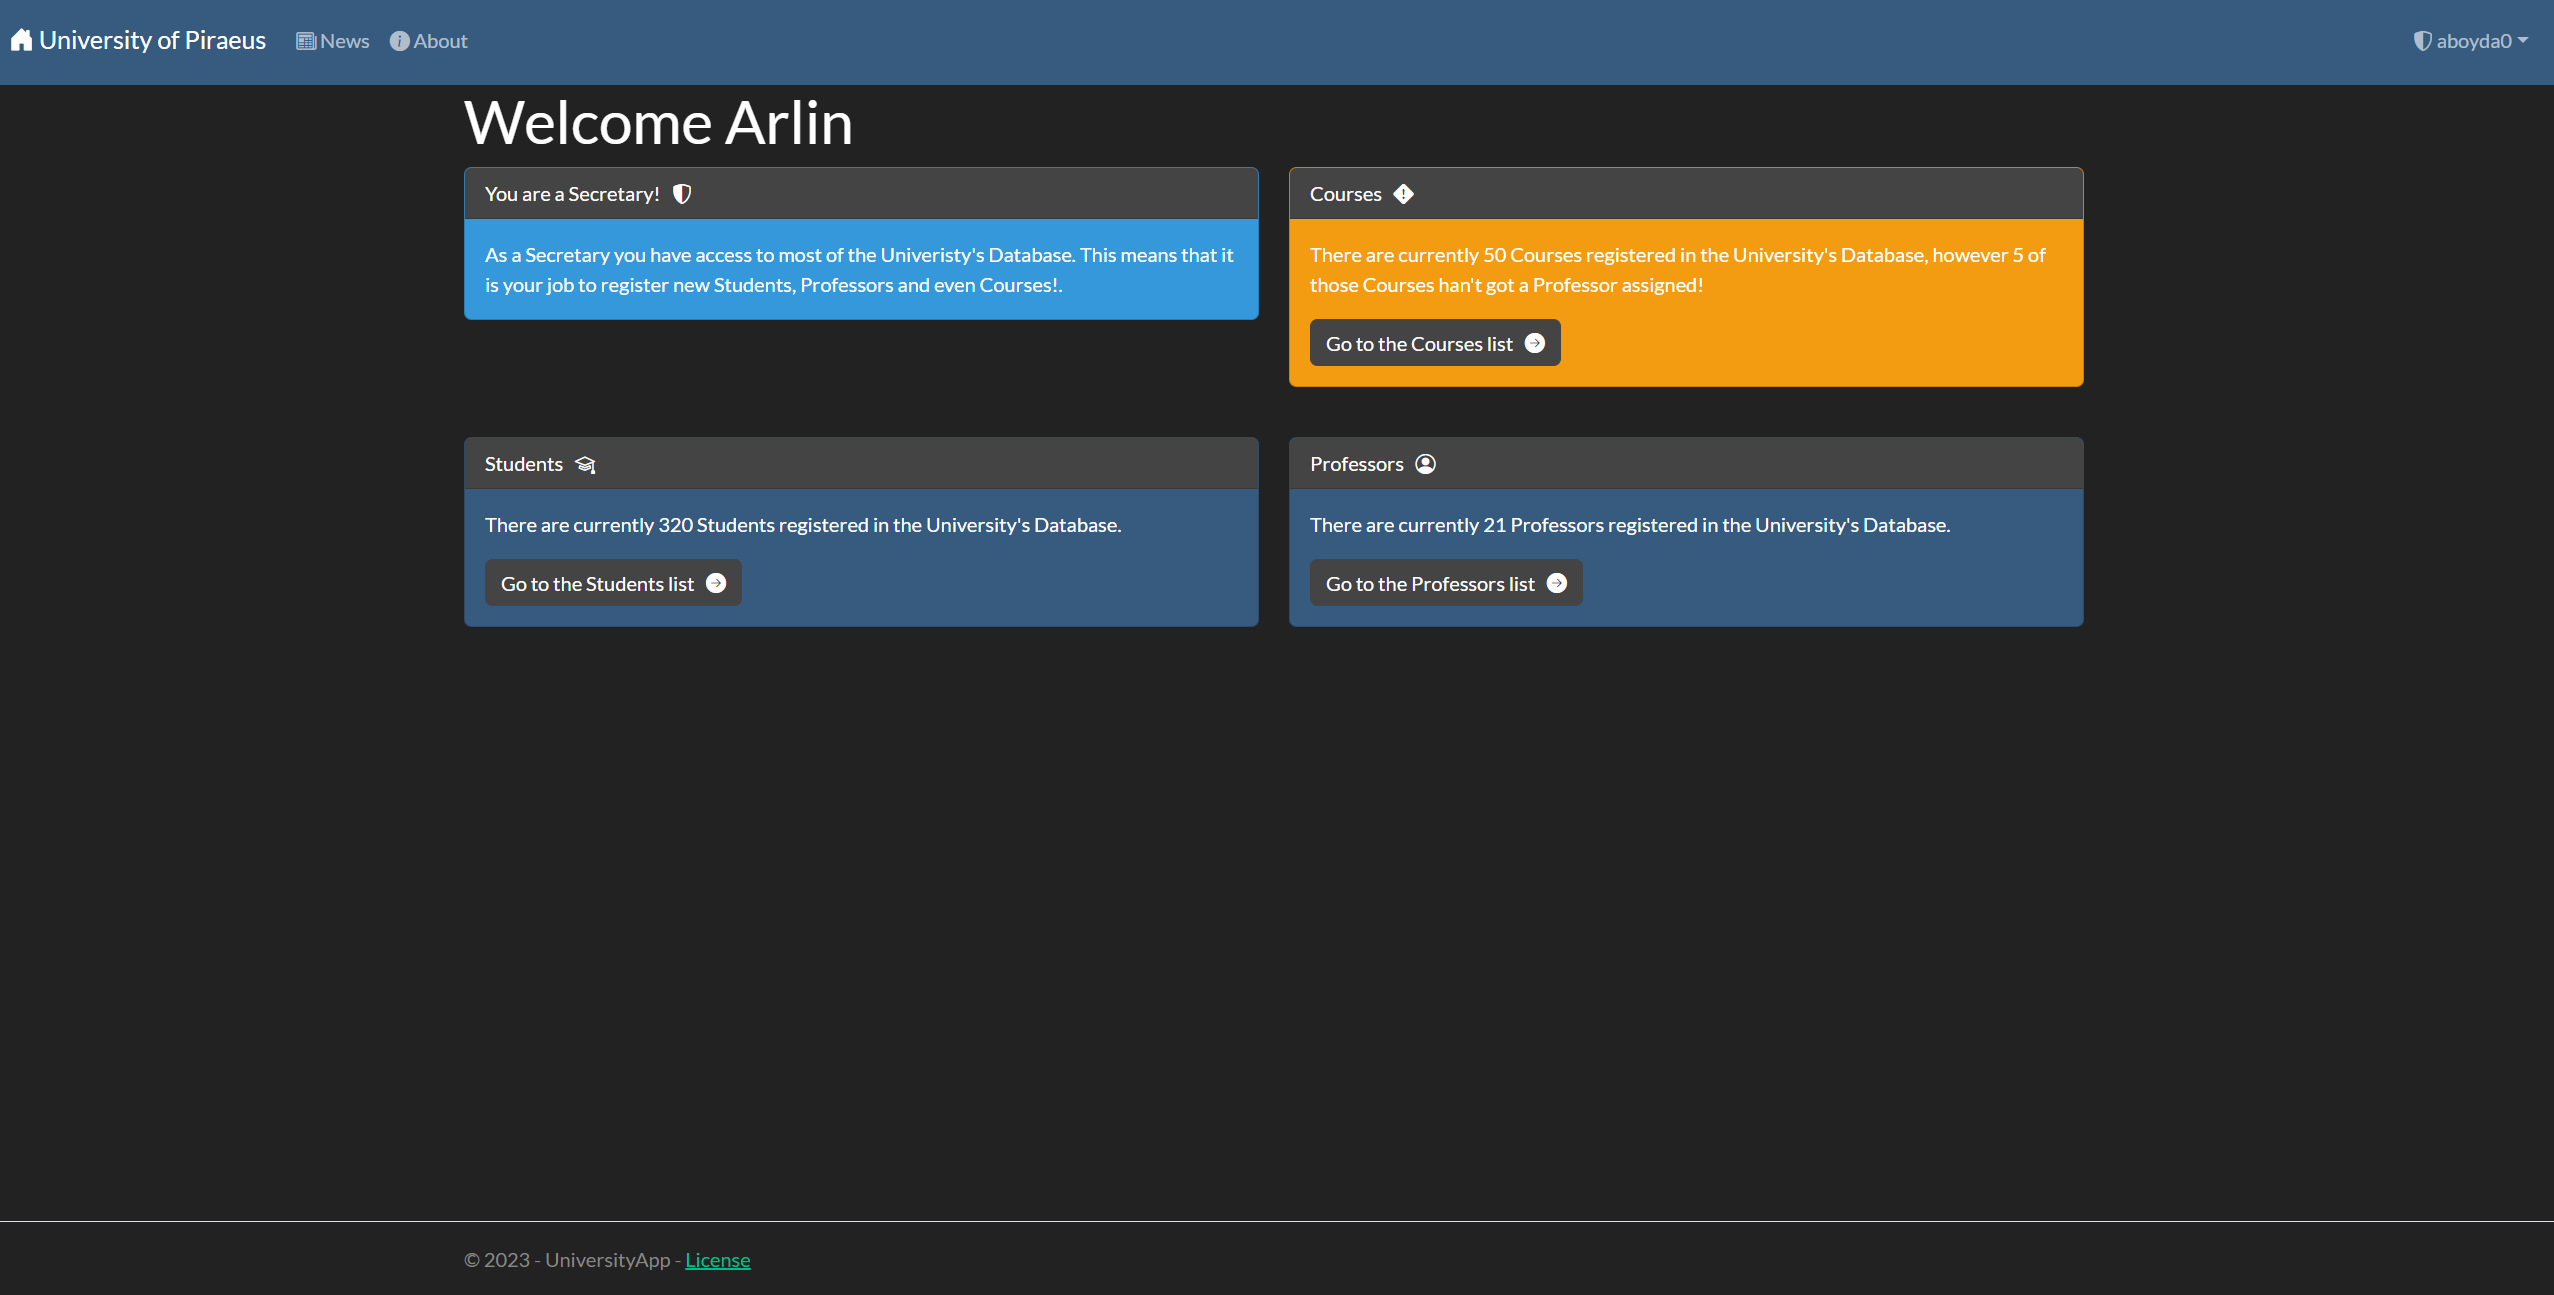 University of Piraeus News About aboyda0
Welcome Arlin
You are a Secretary!
As a Secretary you have access to most of the Univeristy's Database. This means that it
is your job to register new Students, Professors and even Courses!.
Courses
There are currently 50 Courses registered in the University's Database, however 5 of
those Courses han't got a Professor assigned!
Go to the Courses list
Students
There are currently 320 Students registered in the University's Database.
Go to the Students list
Professors
There are currently 21 Professors registered in the University's Database.
Go to the Professors list
© 2023 - UniversityApp - License